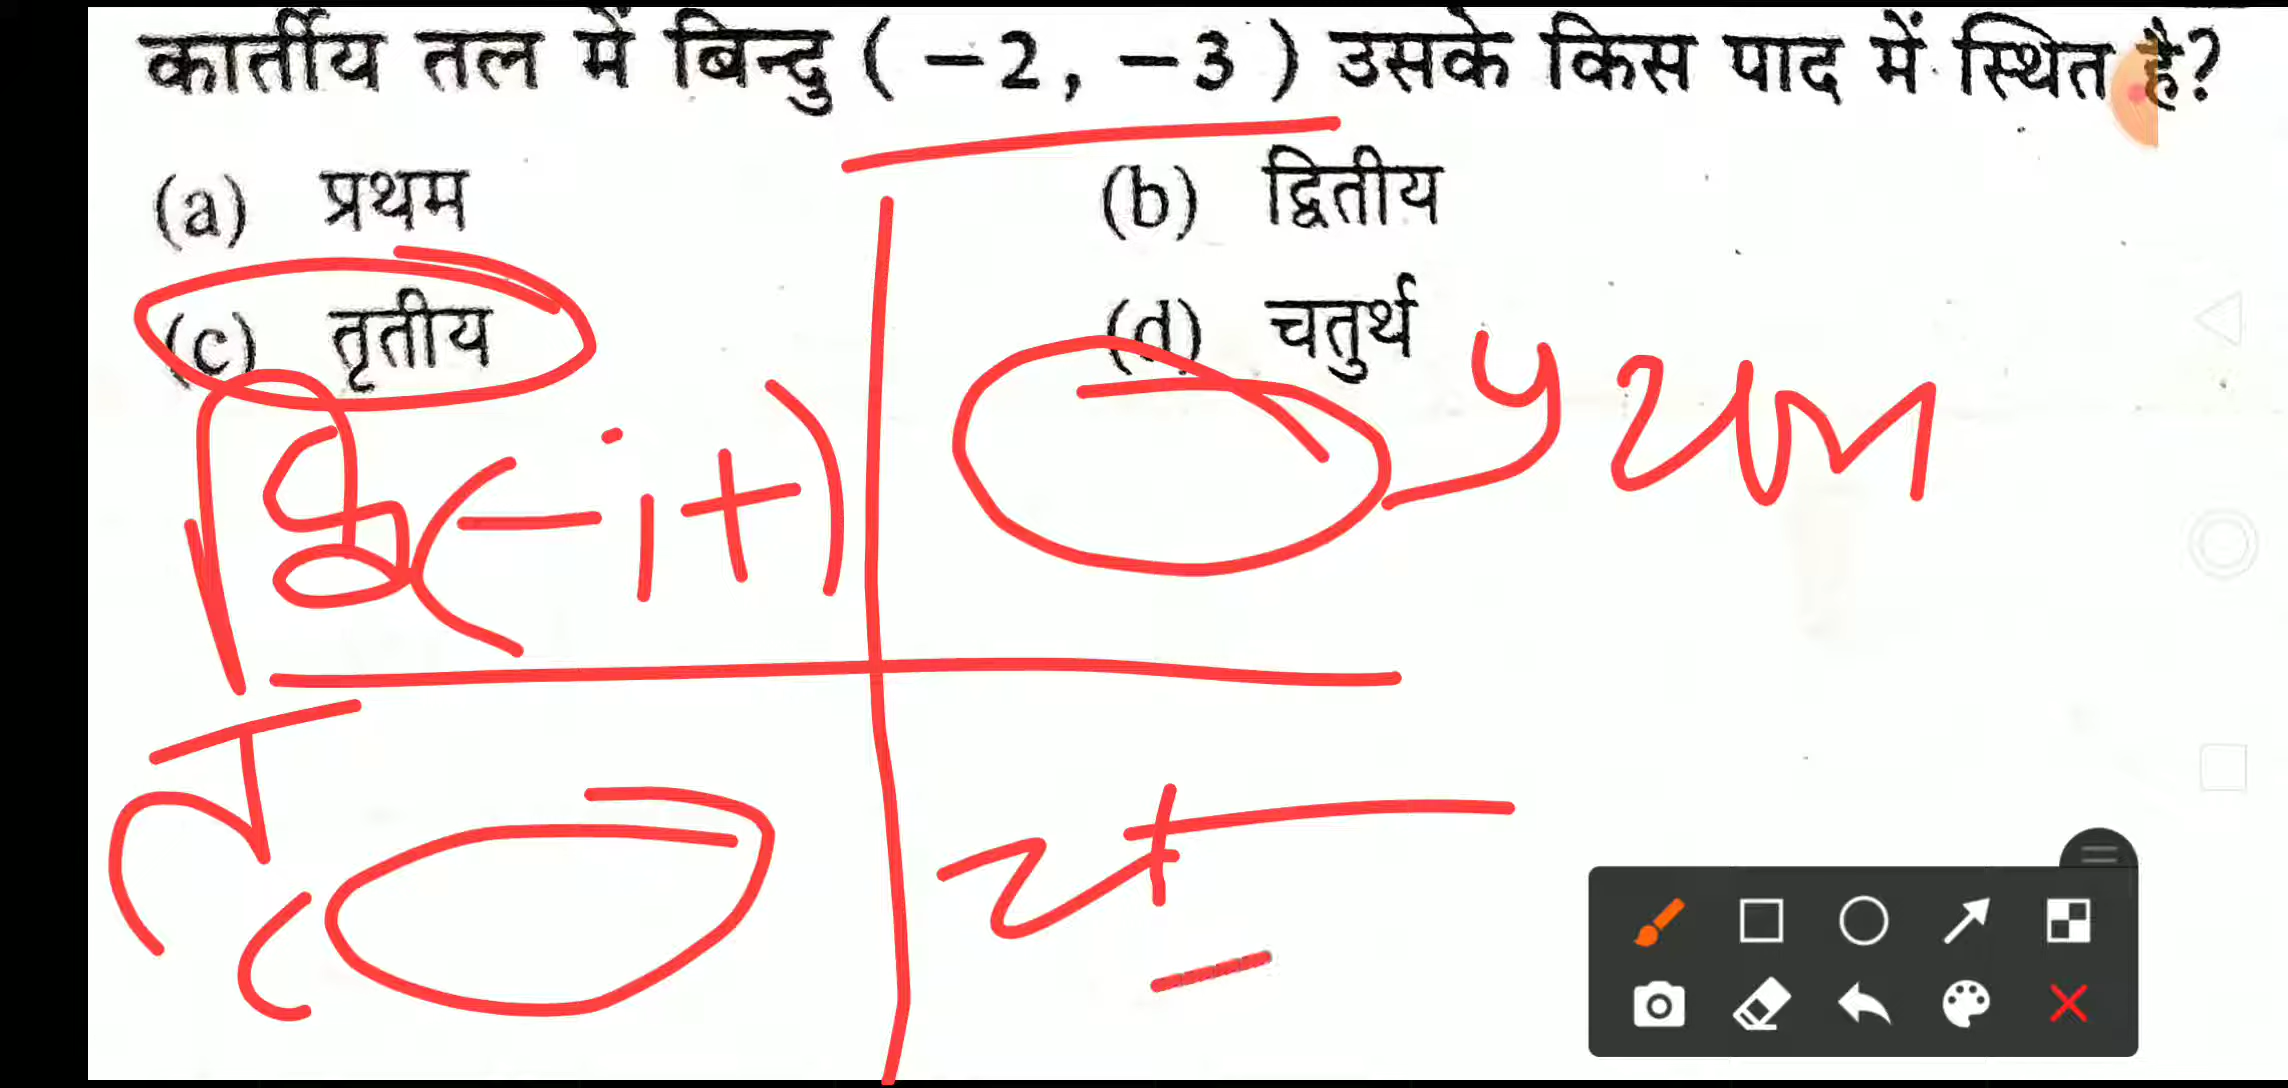 कार्तीय तल में बिन्दु ( −2, −3 ) उसके किस पाद में स्थित है?
(a) प्रथम
(b) द्वितीय
(c) तृतीय
(d) चतुर्थ
द्वि (−, +)
प्रथम
तृ
च